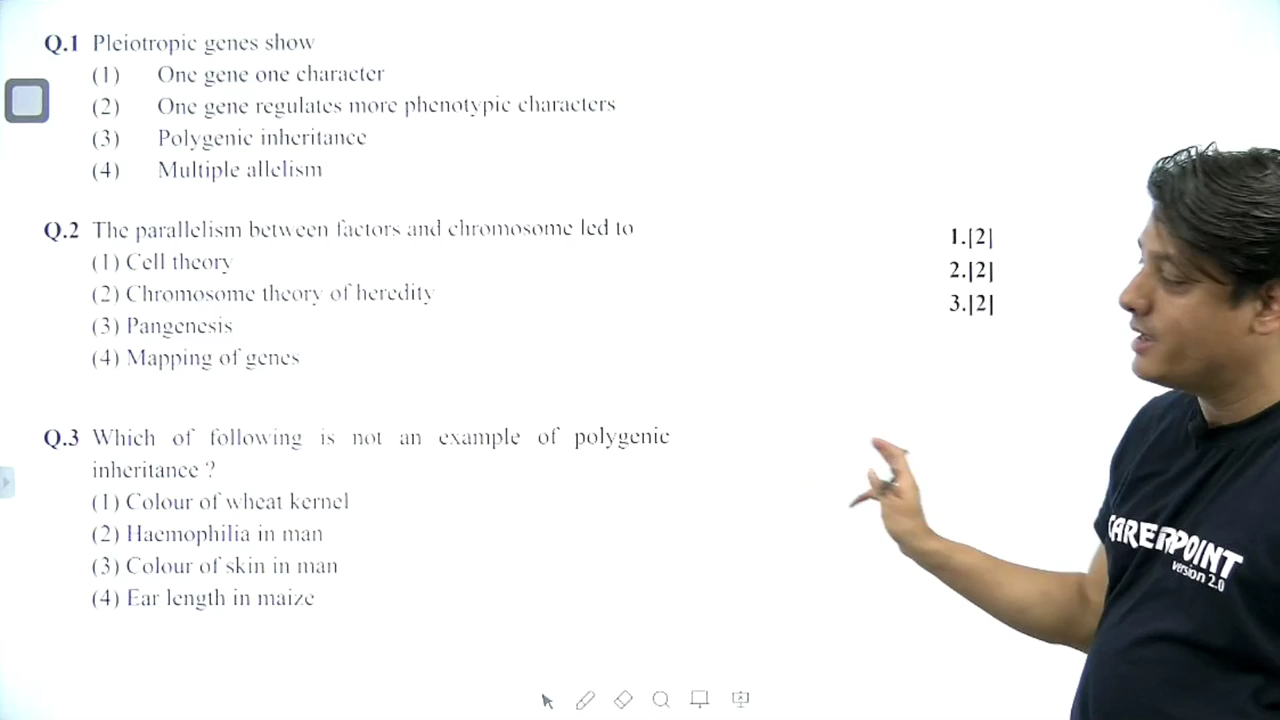 Q.1 Pleiotropic genes show
(1) One gene one character
(2) One gene regulates more phenotypic characters
(3) Polygenic inheritance
(4) Multiple allelism
Q.2 The parallelism between factors and chromosome led to
(1) Cell theory
(2) Chromosome theory of heredity
(3) Pangenesis
(4) Mapping of genes
Q.3 Which of following is not an example of polygenic
inheritance ?
(1) Colour of wheat kernel
(2) Haemophilia in man
(3) Colour of skin in man
(4) Ear length in maize
1.[2]
2.[2]
3.[2]
CAREERPOINT
version 2.0